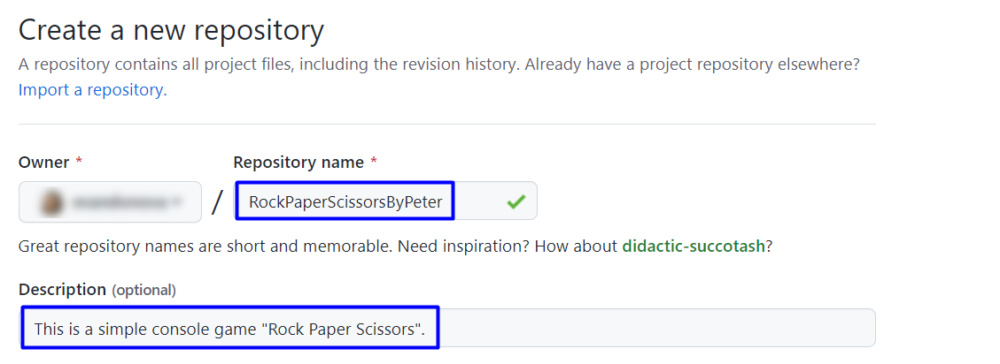 Create a new repository
A repository contains all project files, including the revision history. Already have a project repository elsewhere?
Import a repository.
Owner * Repository name *
/ RockPaperScissorsByPeter
Great repository names are short and memorable. Need inspiration? How about didactic-succotash?
Description (optional)
This is a simple console game "Rock Paper Scissors".